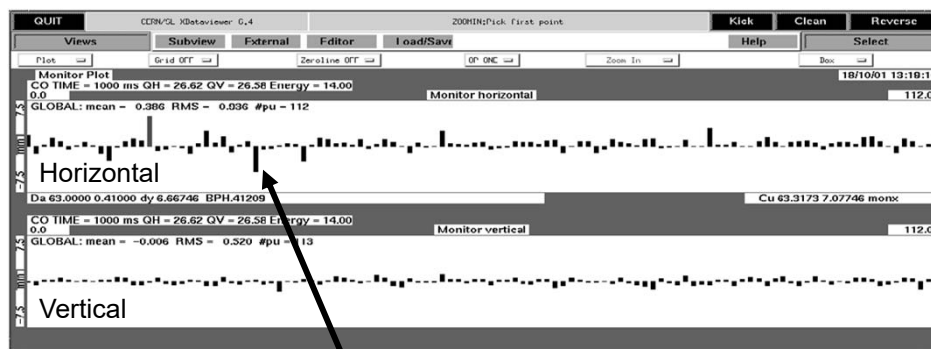 QUIT CERN/SL XDataviewer 6.4 ZOOMIN:Pick first point Kick Clean Reverse
Views Subview External Editor Load/Save Help Select
Plot Grid OFF Zeroline OFF OP ONE Zoom In Box
Monitor Plot 18/10/01 13:18:1
CO TIME = 1000 ms QH = 26.62 QV = 26.58 Energy = 14.00
0.0 Monitor horizontal 112.0
GLOBAL: mean = 0.386 RMS = 0.936 #pu = 112
7.5
mm
-7.5
Horizontal
Da 63.0000 0.41000 dy 6.66746 BPH.41209 Cu 63.3173 7.07746 monx
CO TIME = 1000 ms QH = 26.62 QV = 26.58 Energy = 14.00
0.0 Monitor vertical 112.0
GLOBAL: mean = -0.006 RMS = 0.520 #pu = 113
7.5
mm
-7.5
Vertical